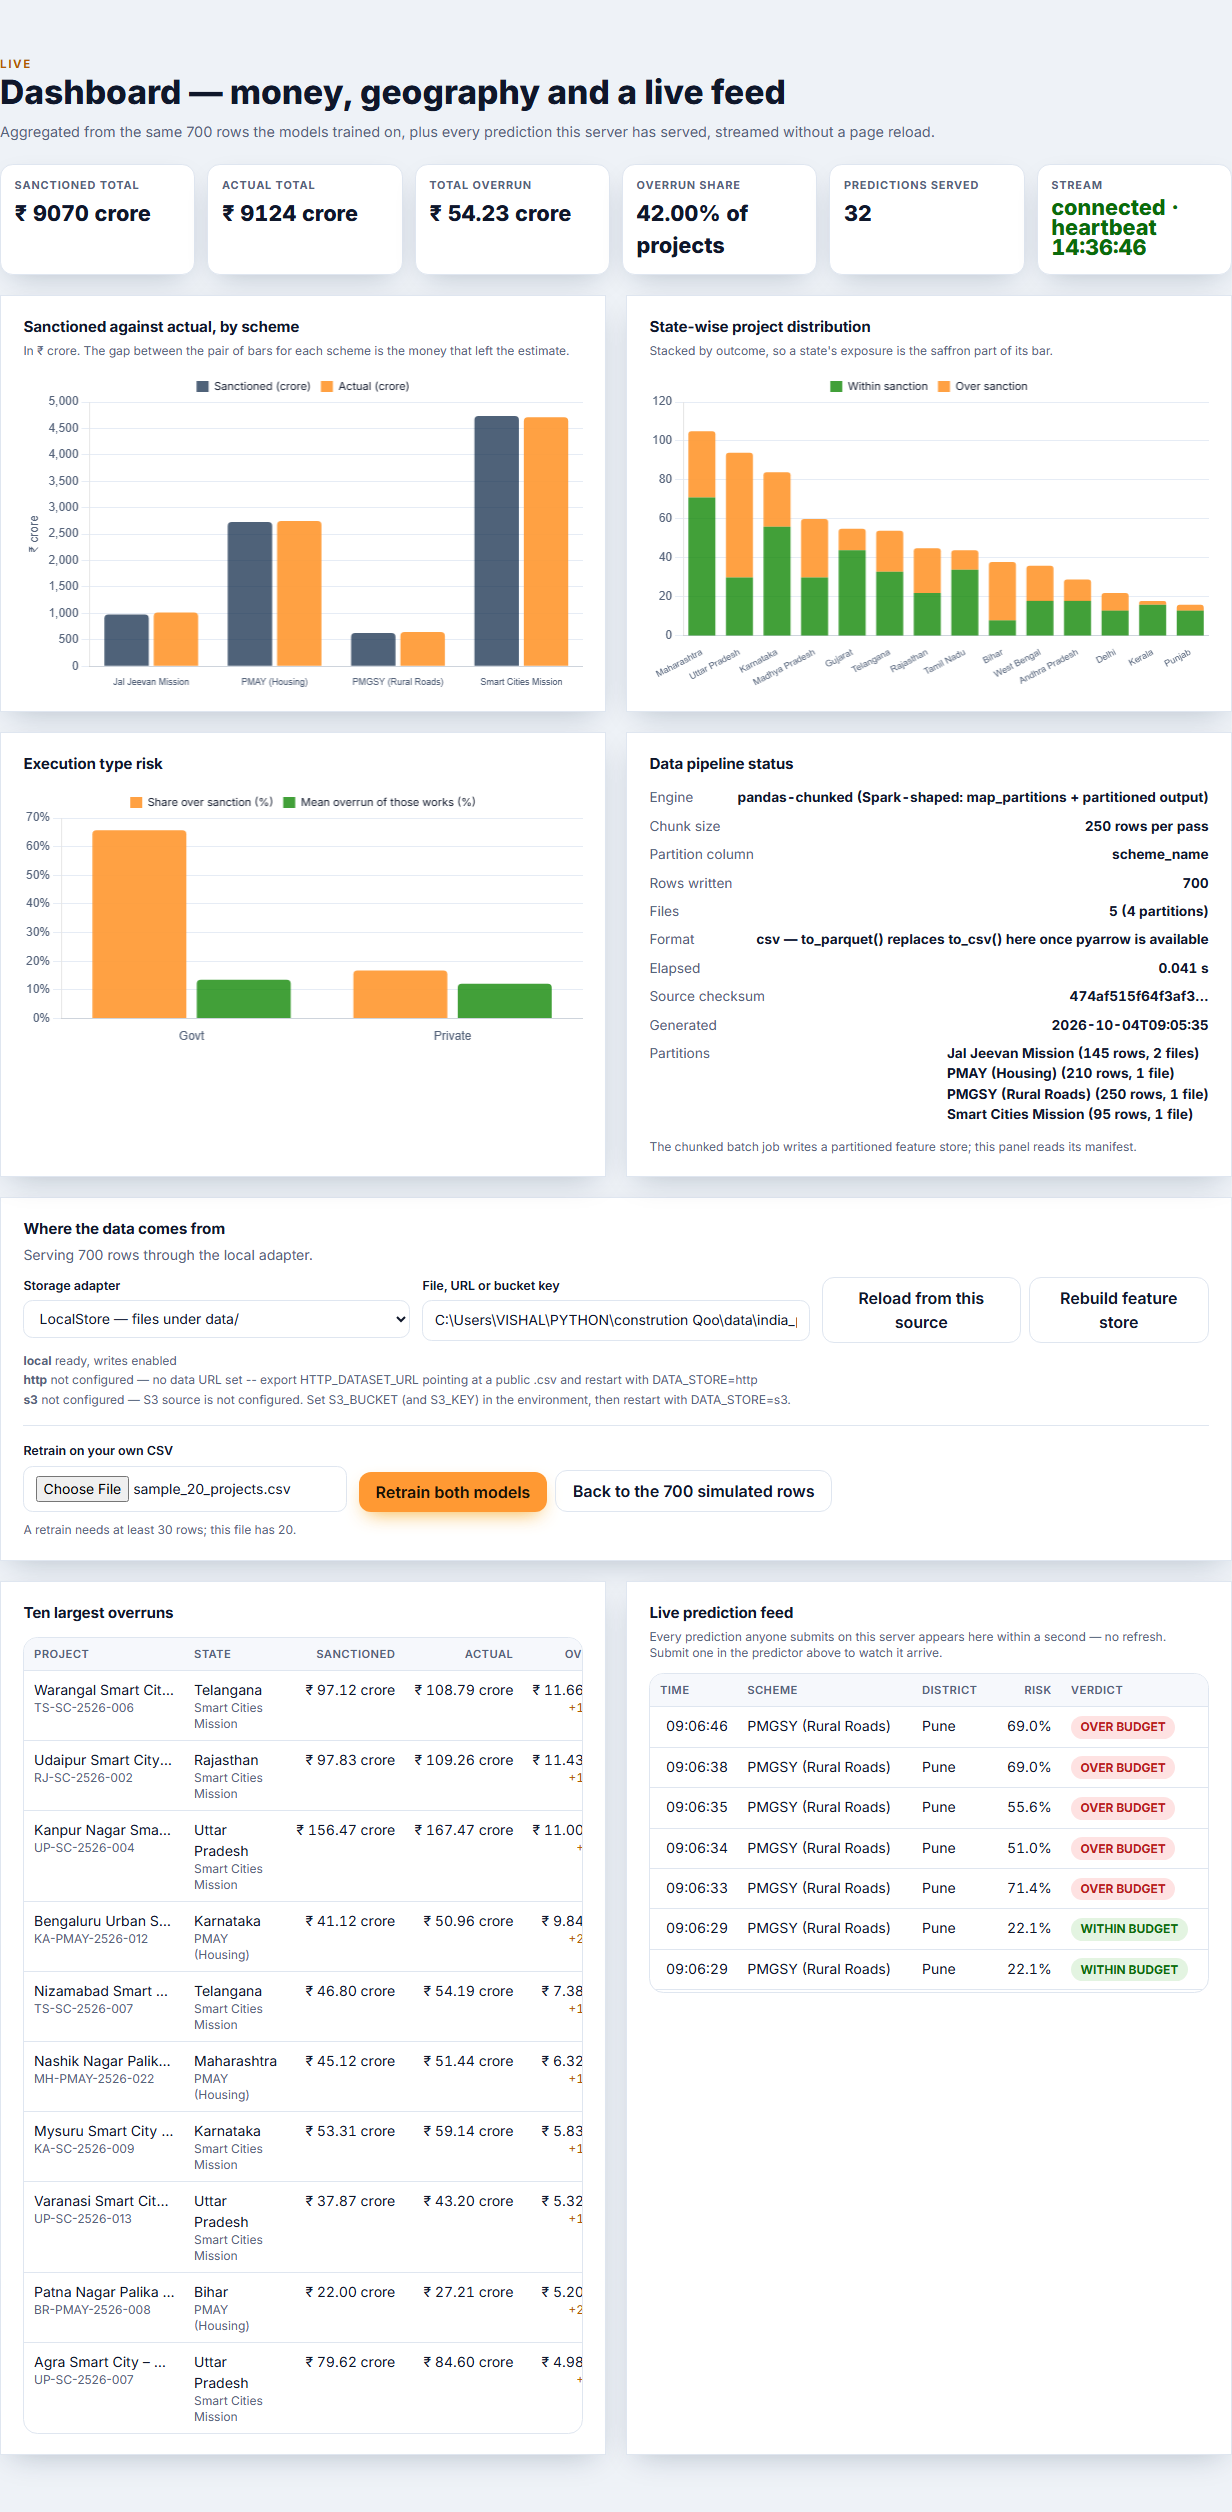 LIVE
Dashboard — money, geography and a live feed
Aggregated from the same 700 rows the models trained on, plus every prediction this server has served, streamed without a page reload.
SANCTIONED TOTAL
₹ 9070 crore
ACTUAL TOTAL
₹ 9124 crore
TOTAL OVERRUN
₹ 54.23 crore
OVERRUN SHARE
42.00% of
projects
PREDICTIONS SERVED
32
STREAM
connected ·
heartbeat
14:36:46
Sanctioned against actual, by scheme
In ₹ crore. The gap between the pair of bars for each scheme is the money that left the estimate.
Sanctioned (crore) Actual (crore)
5,000
4,500
4,000
3,500
3,000
2,500
2,000
1,500
1,000
500
0
₹ crore
Jal Jeevan Mission PMAY (Housing) PMGSY (Rural Roads) Smart Cities Mission
State-wise project distribution
Stacked by outcome, so a state's exposure is the saffron part of its bar.
Within sanction Over sanction
120
100
80
60
40
20
0
Maharashtra Uttar Pradesh Karnataka Madhya Pradesh Gujarat Telangana Rajasthan Tamil Nadu Bihar West Bengal Andhra Pradesh Delhi Kerala Punjab
Execution type risk
Share over sanction (%) Mean overrun of those works (%)
70%
60%
50%
40%
30%
20%
10%
0%
Govt Private
Data pipeline status
Engine pandas-chunked (Spark-shaped: map_partitions + partitioned output)
Chunk size 250 rows per pass
Partition column scheme_name
Rows written 700
Files 5 (4 partitions)
Format csv — to_parquet() replaces to_csv() here once pyarrow is available
Elapsed 0.041 s
Source checksum 474af515f64f3af3…
Generated 2026-10-04T09:05:35
Partitions Jal Jeevan Mission (145 rows, 2 files)
PMAY (Housing) (210 rows, 1 file)
PMGSY (Rural Roads) (250 rows, 1 file)
Smart Cities Mission (95 rows, 1 file)
The chunked batch job writes a partitioned feature store; this panel reads its manifest.
Where the data comes from
Serving 700 rows through the local adapter.
Storage adapter
LocalStore — files under data/
File, URL or bucket key
C:\Users\VISHAL\PYTHON\constrution Qoo\data\india_
Reload from this
source
Rebuild feature
store
local ready, writes enabled
http not configured — no data URL set -- export HTTP_DATASET_URL pointing at a public .csv and restart with DATA_STORE=http
s3 not configured — S3 source is not configured. Set S3_BUCKET (and S3_KEY) in the environment, then restart with DATA_STORE=s3.
Retrain on your own CSV
Choose File sample_20_projects.csv
Retrain both models
Back to the 700 simulated rows
A retrain needs at least 30 rows; this file has 20.
Ten largest overruns
PROJECT STATE SANCTIONED ACTUAL OV
Warangal Smart Cit… Telangana ₹ 97.12 crore ₹ 108.79 crore ₹ 11.66
TS-SC-2526-006 Smart Cities +1
Mission
Udaipur Smart City… Rajasthan ₹ 97.83 crore ₹ 109.26 crore ₹ 11.43
RJ-SC-2526-002 Smart Cities +1
Mission
Kanpur Nagar Sma… Uttar ₹ 156.47 crore ₹ 167.47 crore ₹ 11.00
UP-SC-2526-004 Pradesh +
Smart Cities
Mission
Bengaluru Urban S… Karnataka ₹ 41.12 crore ₹ 50.96 crore ₹ 9.84
KA-PMAY-2526-012 PMAY +2
(Housing)
Nizamabad Smart … Telangana ₹ 46.80 crore ₹ 54.19 crore ₹ 7.38
TS-SC-2526-007 Smart Cities +1
Mission
Nashik Nagar Palik… Maharashtra ₹ 45.12 crore ₹ 51.44 crore ₹ 6.32
MH-PMAY-2526-022 PMAY +1
(Housing)
Mysuru Smart City … Karnataka ₹ 53.31 crore ₹ 59.14 crore ₹ 5.83
KA-SC-2526-009 Smart Cities +1
Mission
Varanasi Smart Cit… Uttar ₹ 37.87 crore ₹ 43.20 crore ₹ 5.32
UP-SC-2526-013 Pradesh +1
Smart Cities
Mission
Patna Nagar Palika … Bihar ₹ 22.00 crore ₹ 27.21 crore ₹ 5.20
BR-PMAY-2526-008 PMAY +2
(Housing)
Agra Smart City – … Uttar ₹ 79.62 crore ₹ 84.60 crore ₹ 4.98
UP-SC-2526-007 Pradesh +
Smart Cities
Mission
Live prediction feed
Every prediction anyone submits on this server appears here within a second — no refresh.
Submit one in the predictor above to watch it arrive.
TIME SCHEME DISTRICT RISK VERDICT
09:06:46 PMGSY (Rural Roads) Pune 69.0% OVER BUDGET
09:06:38 PMGSY (Rural Roads) Pune 69.0% OVER BUDGET
09:06:35 PMGSY (Rural Roads) Pune 55.6% OVER BUDGET
09:06:34 PMGSY (Rural Roads) Pune 51.0% OVER BUDGET
09:06:33 PMGSY (Rural Roads) Pune 71.4% OVER BUDGET
09:06:29 PMGSY (Rural Roads) Pune 22.1% WITHIN BUDGET
09:06:29 PMGSY (Rural Roads) Pune 22.1% WITHIN BUDGET